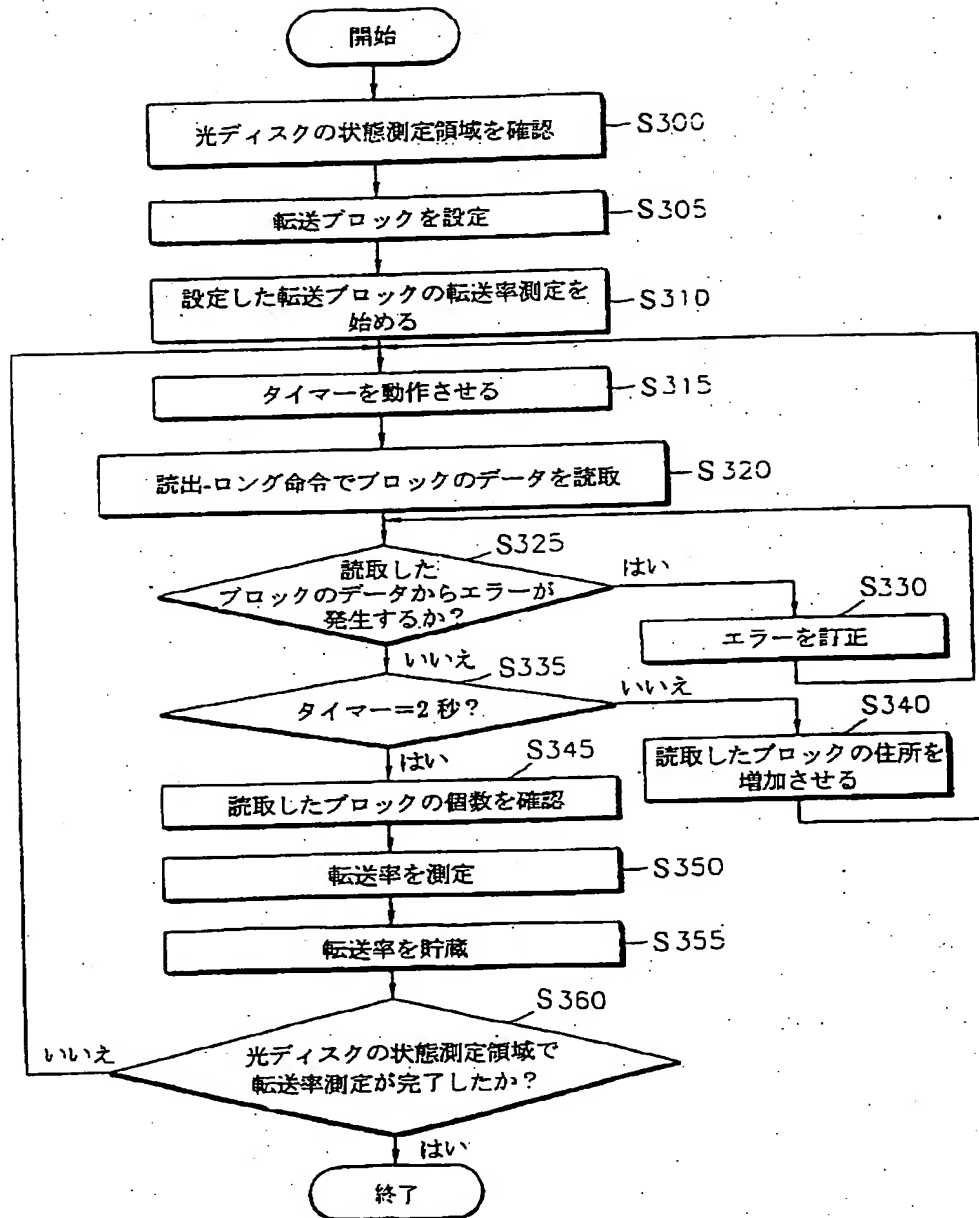 開始
光ディスクの状態測定領域を確認
S300
転送ブロックを設定
S305
設定した転送ブロックの転送率測定を
始める
S310
タイマーを動作させる
S315
読出-ロング命令でブロックのデータを読取
S320
S325
読取した
ブロックのデータからエラーが
発生するか?
はい
S330
エラーを訂正
いいえ
S335
タイマー=2秒?
いいえ
S340
読取したブロックの住所を
増加させる
はい
S345
読取したブロックの個数を確認
転送率を測定
S350
転送率を貯蔵
S355
S360
光ディスクの状態測定領域で
転送率測定が完了したか?
いいえ
はい
終了